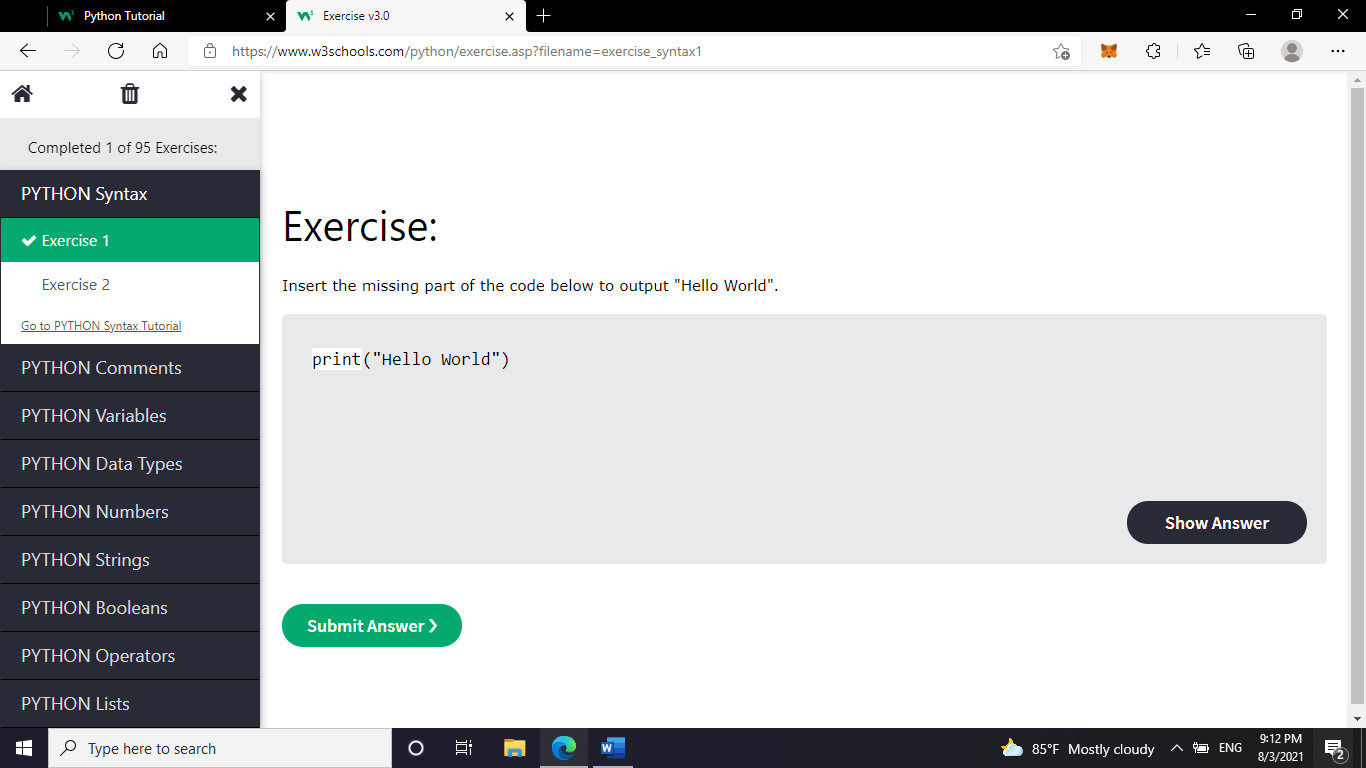 Python Tutorial
Exercise v3.0
https://www.w3schools.com/python/exercise.asp?filename=exercise_syntax1
Completed 1 of 95 Exercises:
PYTHON Syntax
Exercise 1
Exercise 2
Go to PYTHON Syntax Tutorial
PYTHON Comments
PYTHON Variables
PYTHON Data Types
PYTHON Numbers
PYTHON Strings
PYTHON Booleans
PYTHON Operators
PYTHON Lists
Exercise:
Insert the missing part of the code below to output "Hello World".
print("Hello World")
Show Answer
Submit Answer ❯
Type here to search
85°F Mostly cloudy
ENG
9:12 PM
8/3/2021
2